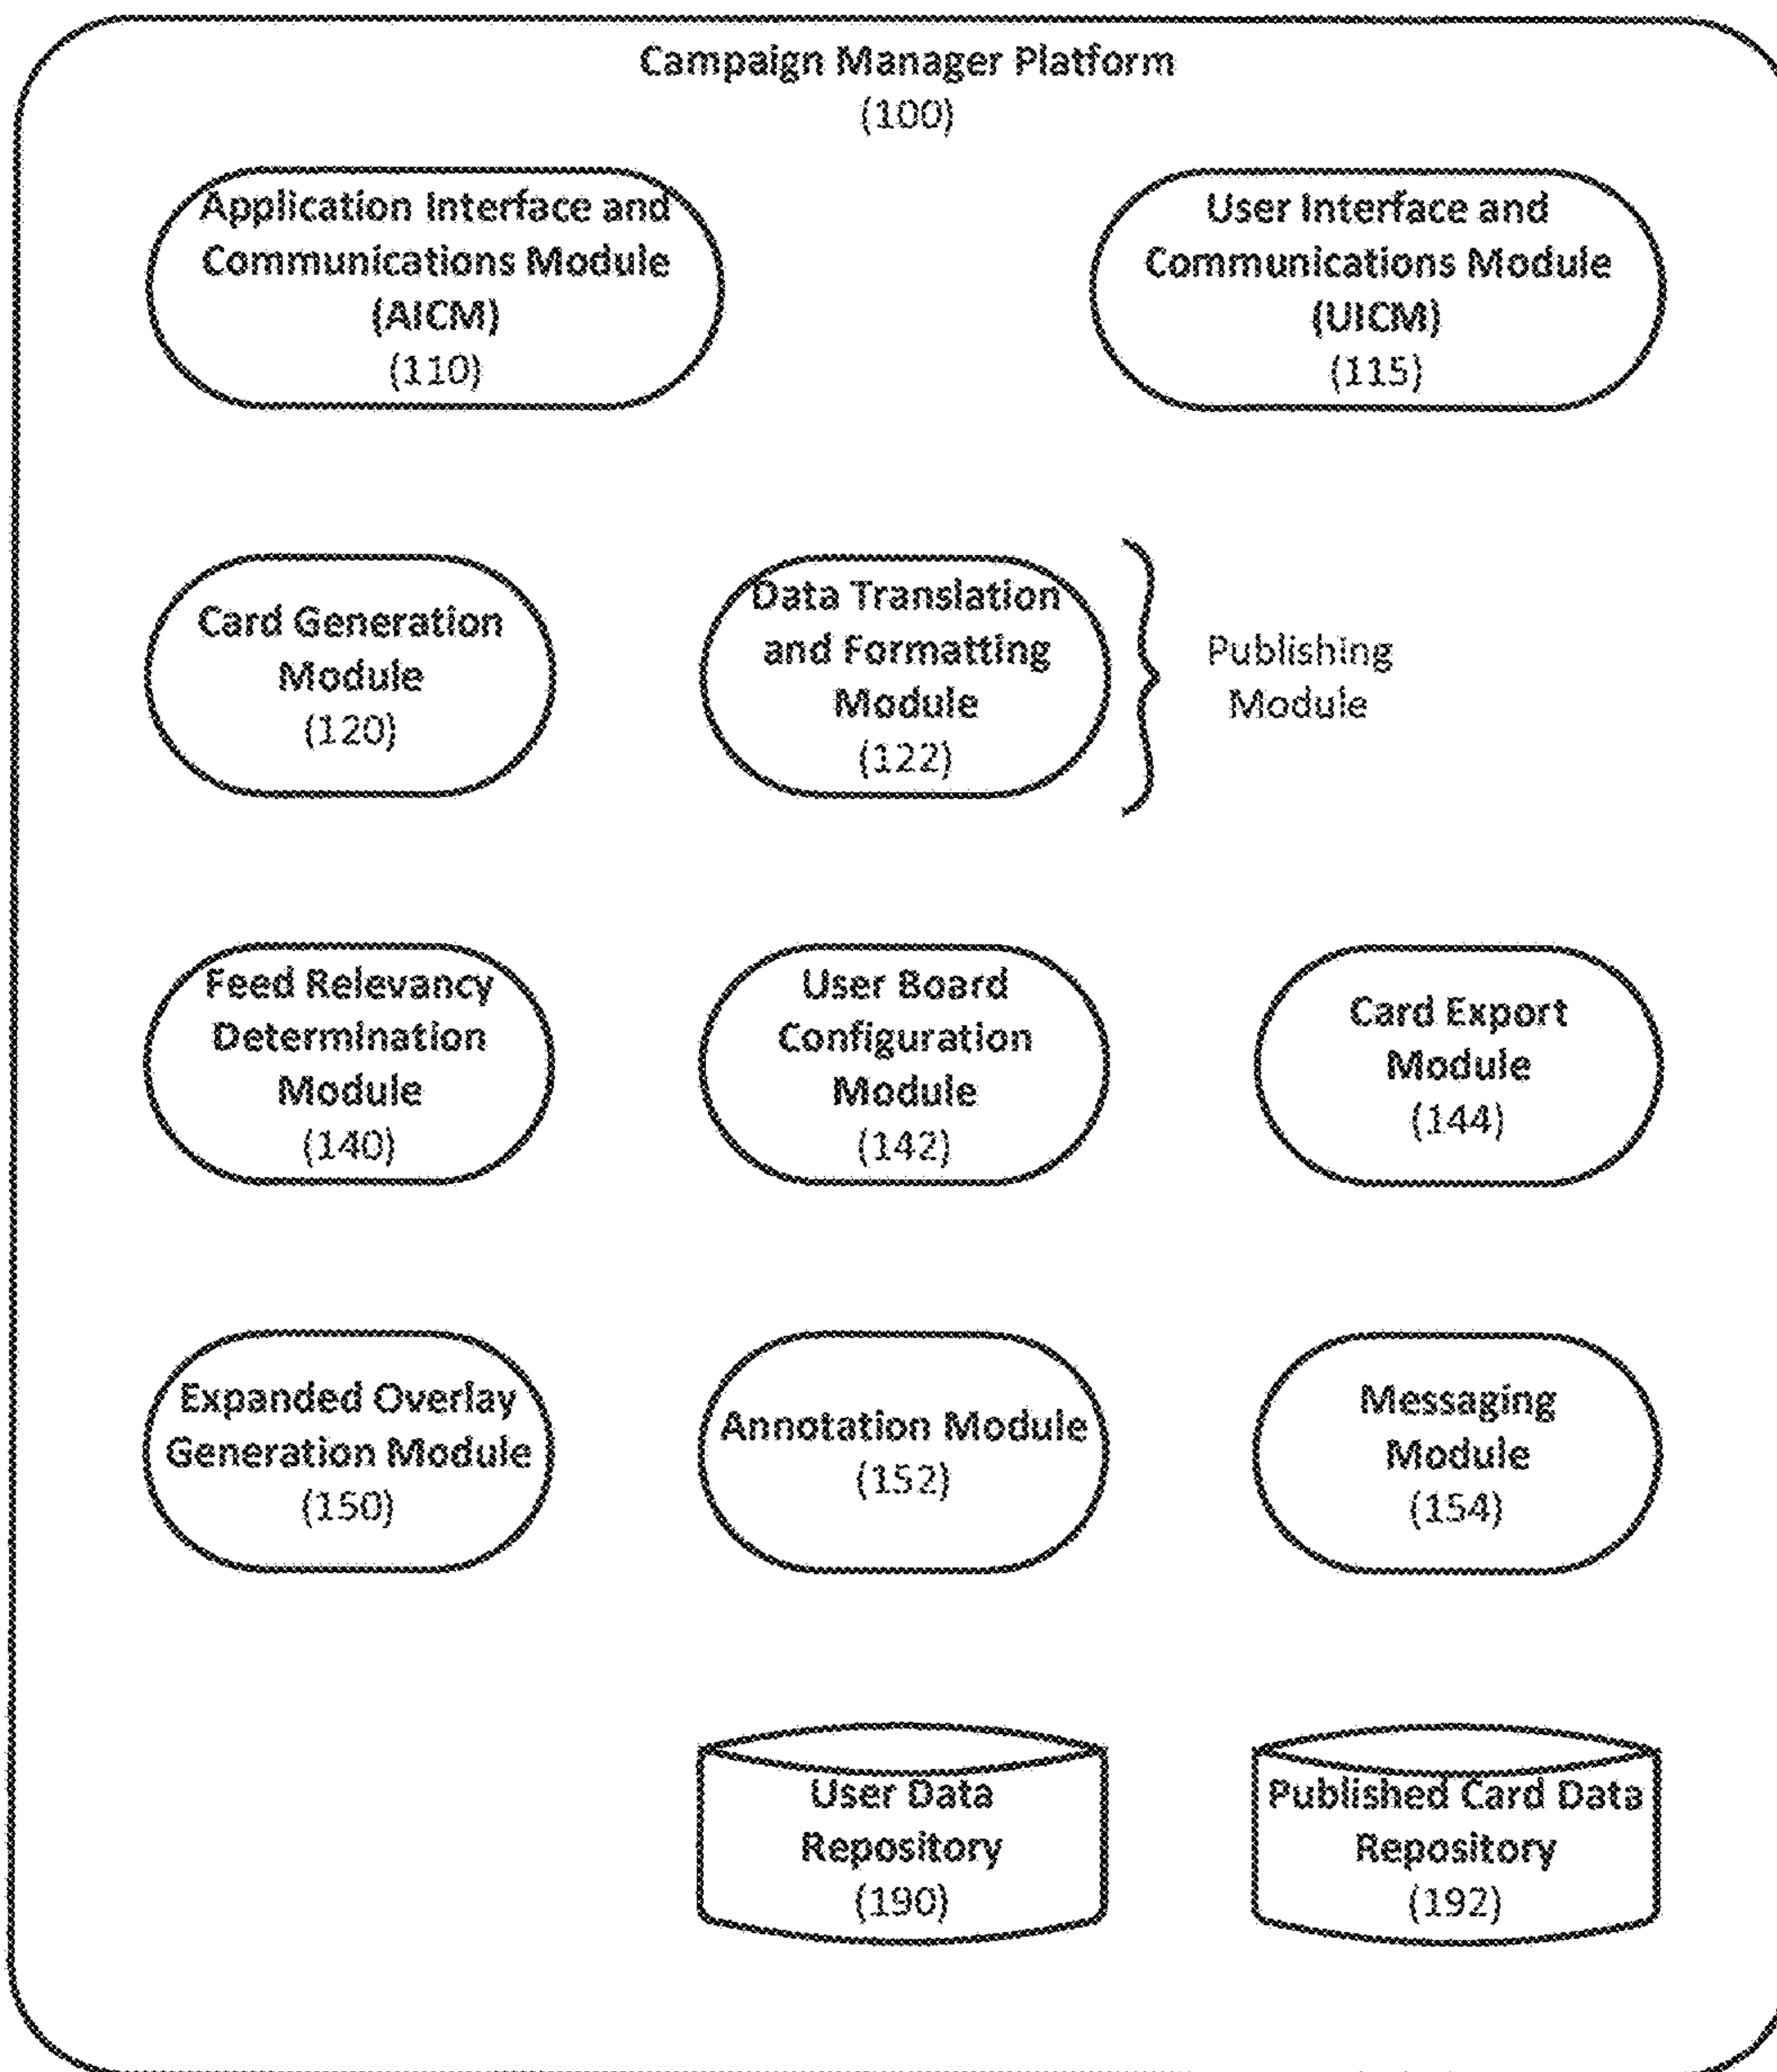 Campaign Manager Platform
(100)
Application Interface and
Communications Module
(AICM)
(110)
User Interface and
Communications Module
(UICM)
(115)
Card Generation
Module
(120)
Data Translation
and Formatting
Module
(122)
Publishing
Module
Feed Relevancy
Determination
Module
(140)
User Board
Configuration
Module
(142)
Card Export
Module
(144)
Expanded Overlay
Generation Module
(150)
Annotation Module
(152)
Messaging
Module
(154)
User Data
Repository
(190)
Published Card Data
Repository
(192)